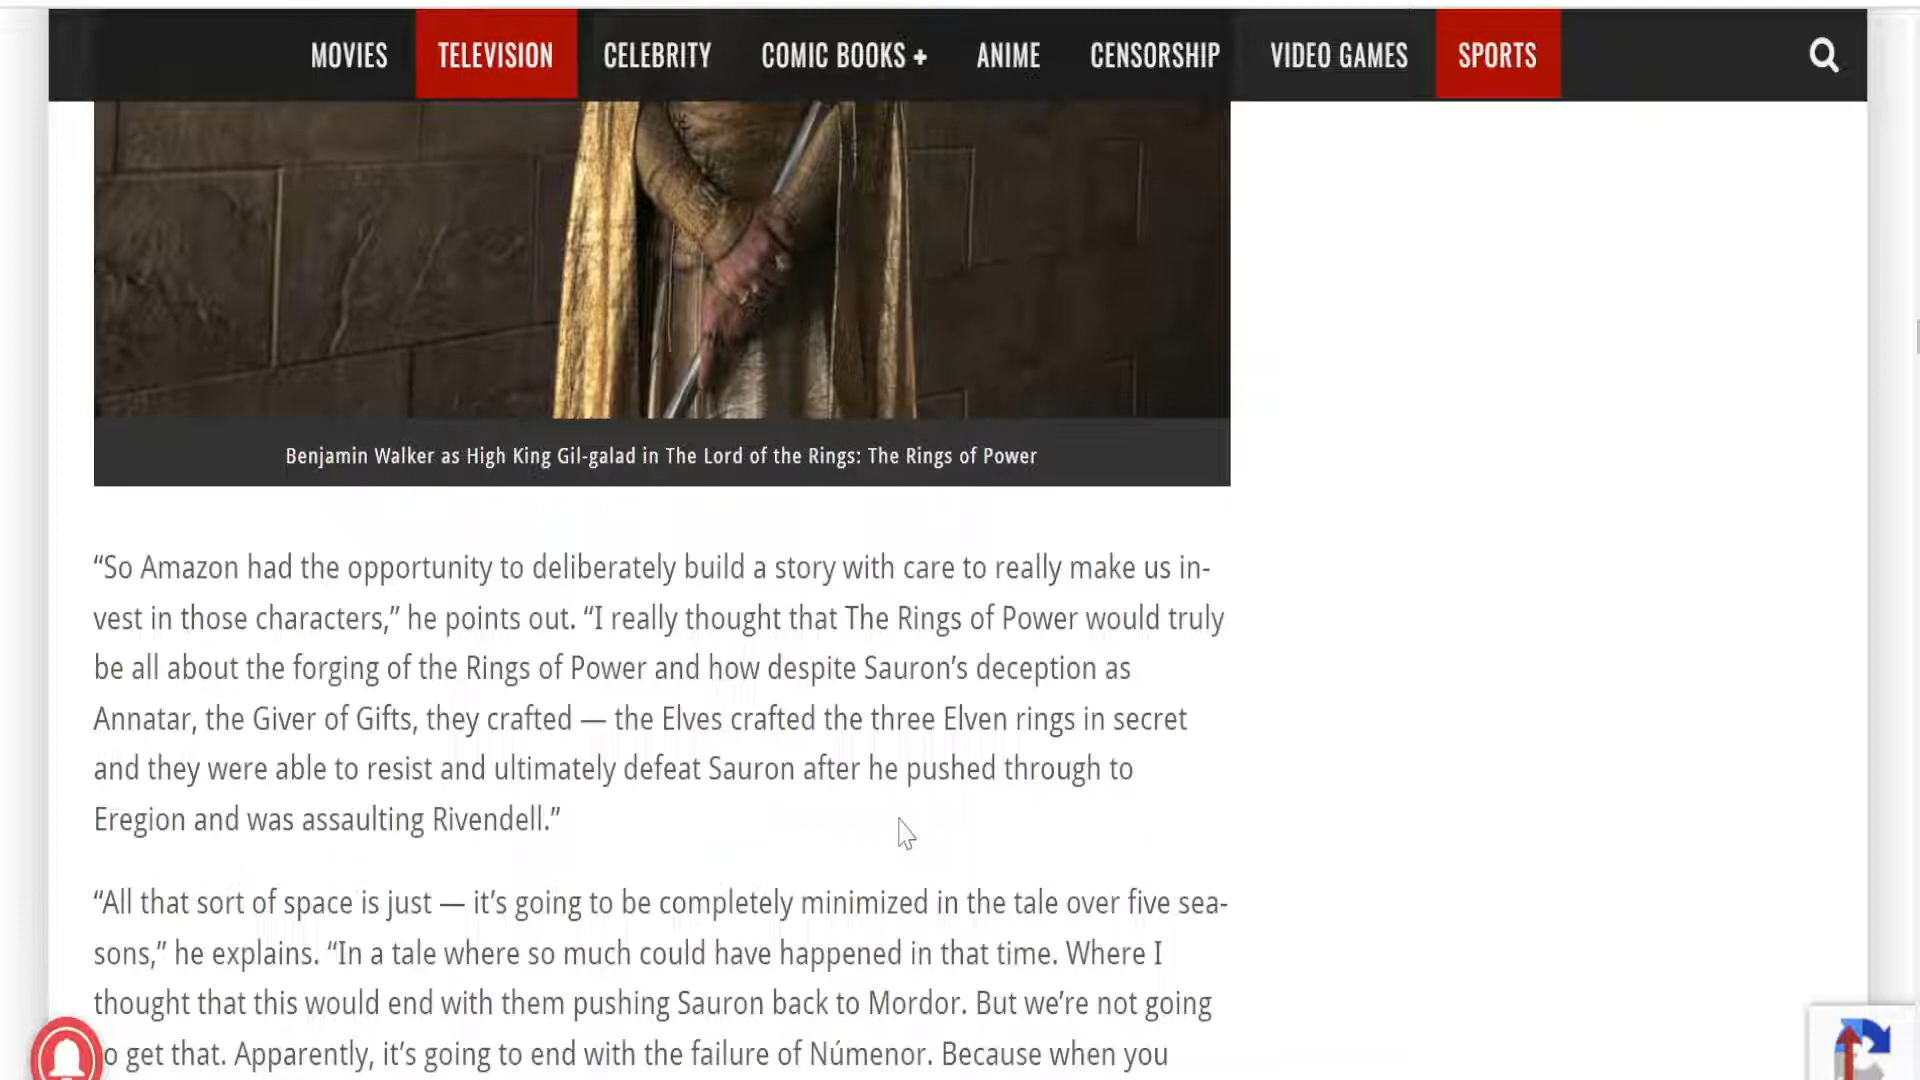 MOVIES TELEVISION CELEBRITY COMIC BOOKS + ANIME CENSORSHIP VIDEO GAMES SPORTS
Benjamin Walker as High King Gil-galad in The Lord of the Rings: The Rings of Power
“So Amazon had the opportunity to deliberately build a story with care to really make us in-
vest in those characters,” he points out. “I really thought that The Rings of Power would truly
be all about the forging of the Rings of Power and how despite Sauron’s deception as
Annatar, the Giver of Gifts, they crafted — the Elves crafted the three Elven rings in secret
and they were able to resist and ultimately defeat Sauron after he pushed through to
Eregion and was assaulting Rivendell.”
“All that sort of space is just — it’s going to be completely minimized in the tale over five sea-
sons,” he explains. “In a tale where so much could have happened in that time. Where I
thought that this would end with them pushing Sauron back to Mordor. But we’re not going
o get that. Apparently, it’s going to end with the failure of Númenor. Because when you